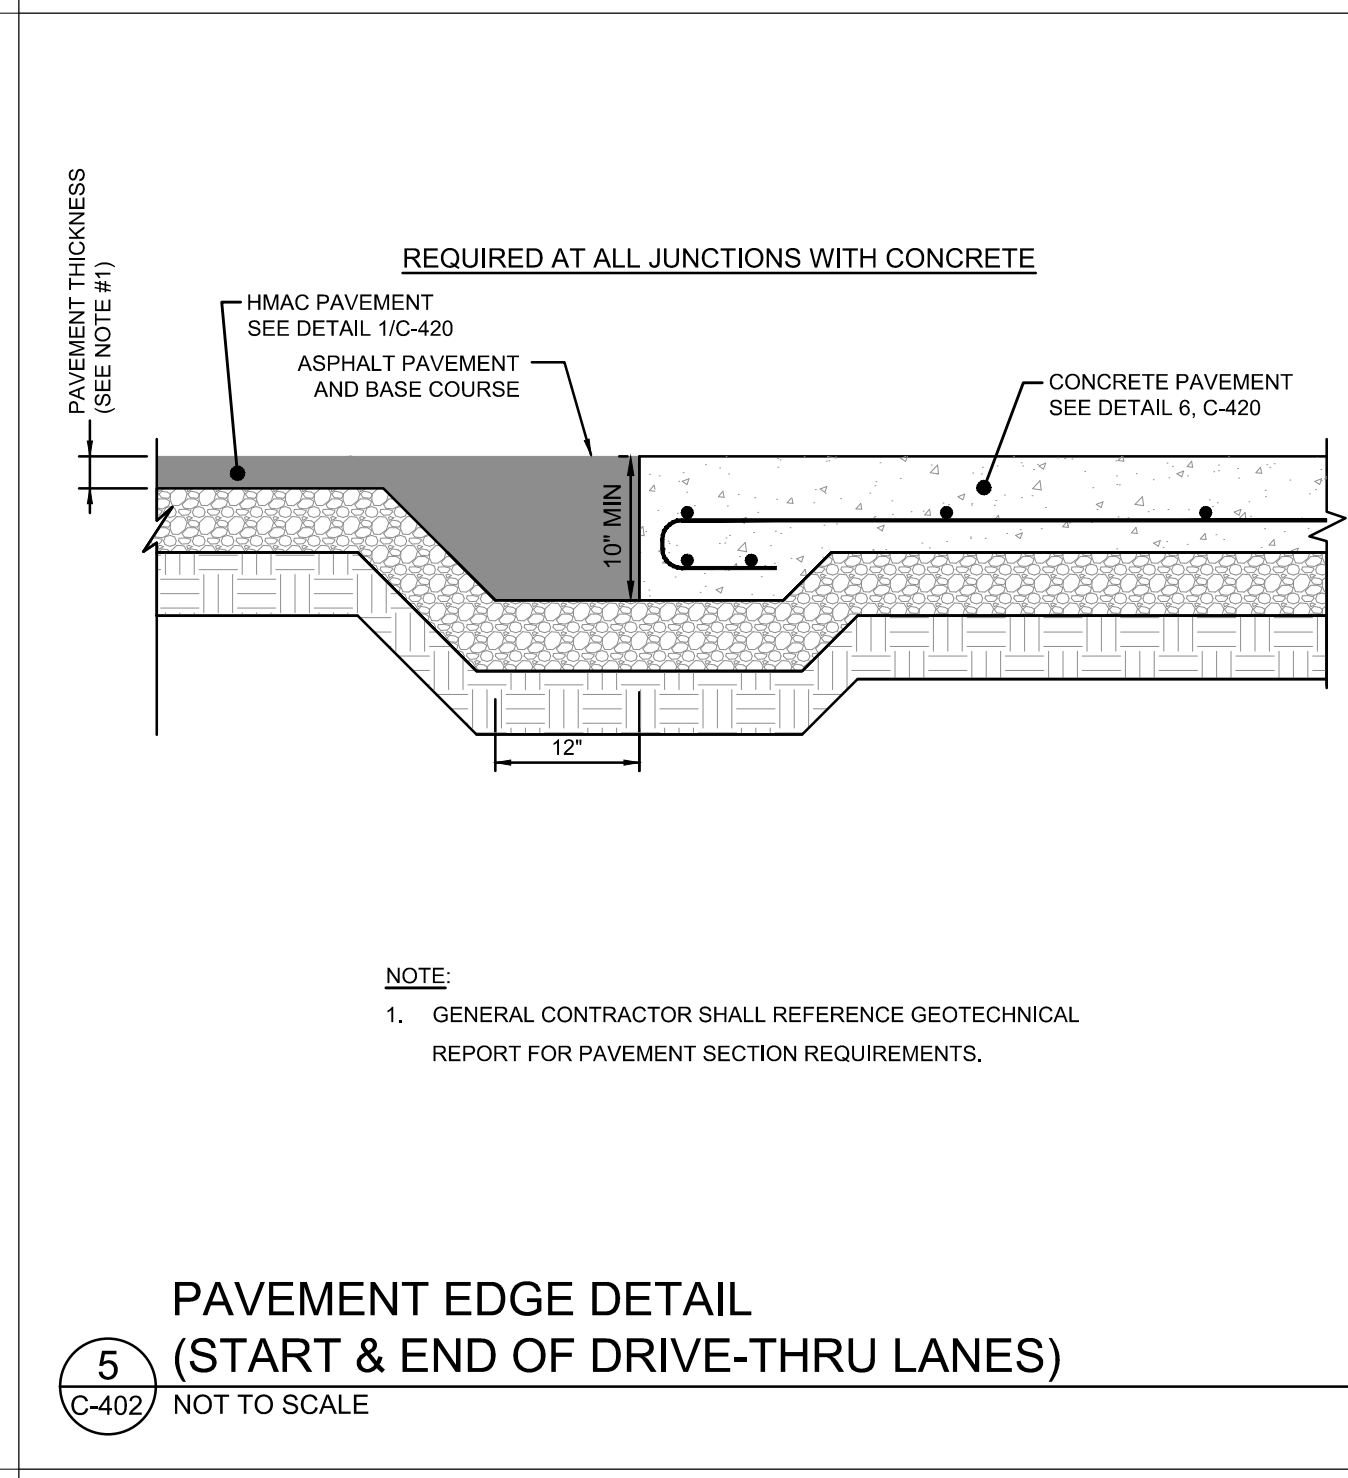 PAVEMENT THICKNESS
(SEE NOTE #1)
REQUIRED AT ALL JUNCTIONS WITH CONCRETE
HMAC PAVEMENT
SEE DETAIL 1/C-420
ASPHALT PAVEMENT
AND BASE COURSE
CONCRETE PAVEMENT
SEE DETAIL 6, C-420
10" MIN
12"
NOTE:
1. GENERAL CONTRACTOR SHALL REFERENCE GEOTECHNICAL
REPORT FOR PAVEMENT SECTION REQUIREMENTS.
PAVEMENT EDGE DETAIL
(START & END OF DRIVE-THRU LANES)
5
C-402
NOT TO SCALE